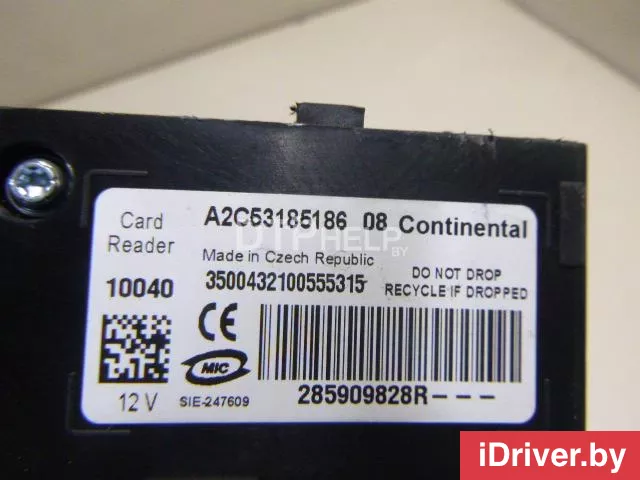 Card
Reader
A2C53185186 08 Continental
Made in Czech Republic
10040
3500432100555315
DO NOT DROP
RECYCLE IF DROPPED
CE
MIC
12 V
SIE-247609
285909828R---
DTPHELP
BY
iDriver.by